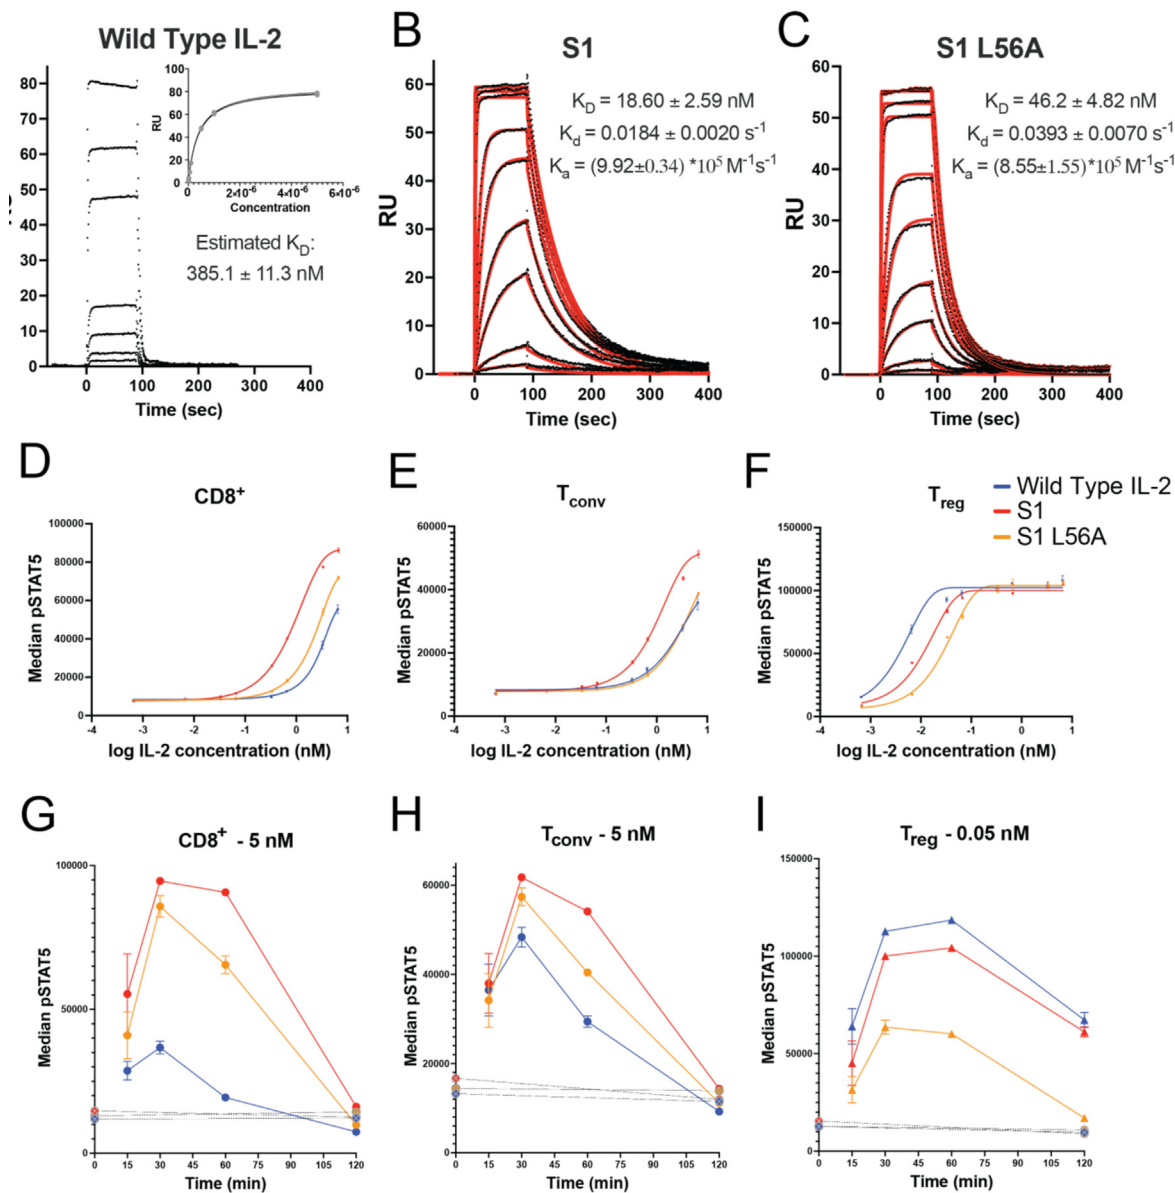 Wild Type IL-2
80
70
60
50
40
30
20
10
0
0
100
200
300
400
Time (sec)
100
80
60
40
20
0
RU
0
2×10⁻⁶
4×10⁻⁶
6×10⁻⁶
Concentration
Estimated K_D:
385.1 ± 11.3 nM
B
S1
60
50
40
30
20
10
0
RU
0
100
200
300
400
Time (sec)
K_D = 18.60 ± 2.59 nM
K_d = 0.0184 ± 0.0020 s⁻¹
K_a = (9.92±0.34) *10⁵ M⁻¹s⁻¹
C
S1 L56A
60
50
40
30
20
10
0
RU
0
100
200
300
400
Time (sec)
K_D = 46.2 ± 4.82 nM
K_d = 0.0393 ± 0.0070 s⁻¹
K_a = (8.55±1.55)*10⁵ M⁻¹s⁻¹
D
CD8⁺
100000
80000
60000
40000
20000
0
Median pSTAT5
-4
-3
-2
-1
0
1
log IL-2 concentration (nM)
E
T_conv
60000
40000
20000
0
Median pSTAT5
-4
-3
-2
-1
0
1
log IL-2 concentration (nM)
F
T_reg
Wild Type IL-2
S1
S1 L56A
150000
100000
50000
0
Median pSTAT5
-4
-3
-2
-1
0
1
log IL-2 concentration (nM)
G
CD8⁺ - 5 nM
100000
50000
0
Median pSTAT5
0
15
30
45
60
75
90
105
120
Time (min)
H
T_conv - 5 nM
60000
40000
20000
0
Median pSTAT5
0
15
30
45
60
75
90
105
120
Time (min)
I
T_reg - 0.05 nM
150000
100000
50000
0
Median pSTAT5
0
15
30
45
60
75
90
105
120
Time (min)